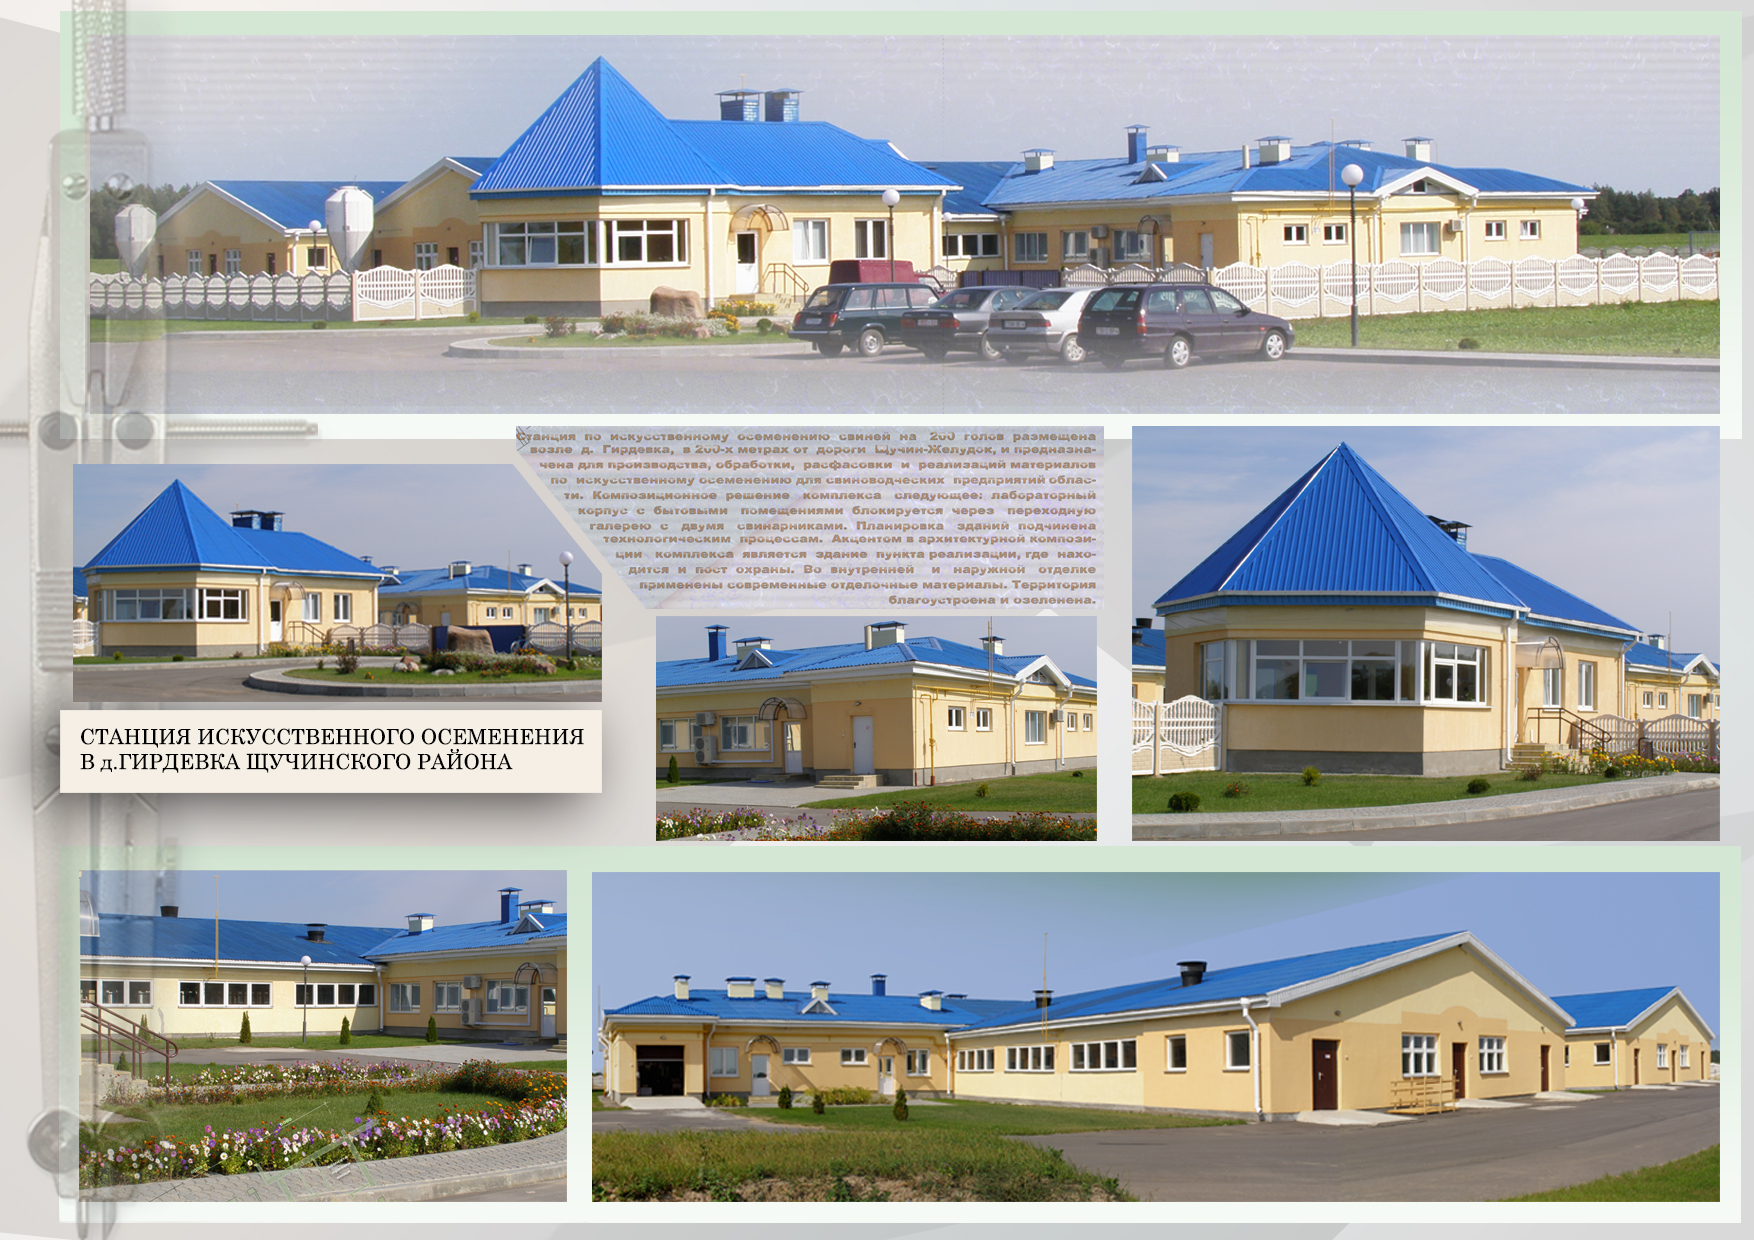 Станция по искусственному осеменению свиней на 200 голов размещена
возле д. Гирдевка, в 200-х метрах от дороги Щучин-Желудок, и предназна-
чена для производства, обработки, расфасовки и реализаций материалов
по искусственному осеменению для свиноводческих предприятий облас-
ти. Композиционное решение комплекса следующее: лабораторный
корпус с бытовыми помещениями блокируется через переходную
галерею с двумя свинарниками. Планировка зданий подчинена
технологическим процессам. Акцентом в архитектурной компози-
ции комплекса является здание пункта реализации, где нахо-
дится и пост охраны. Во внутренней и наружной отделке
применены современные отделочные материалы. Территория
благоустроена и озеленена.
СТАНЦИЯ ИСКУССТВЕННОГО ОСЕМЕНЕНИЯ
В д.ГИРДЕВКА ЩУЧИНСКОГО РАЙОНА